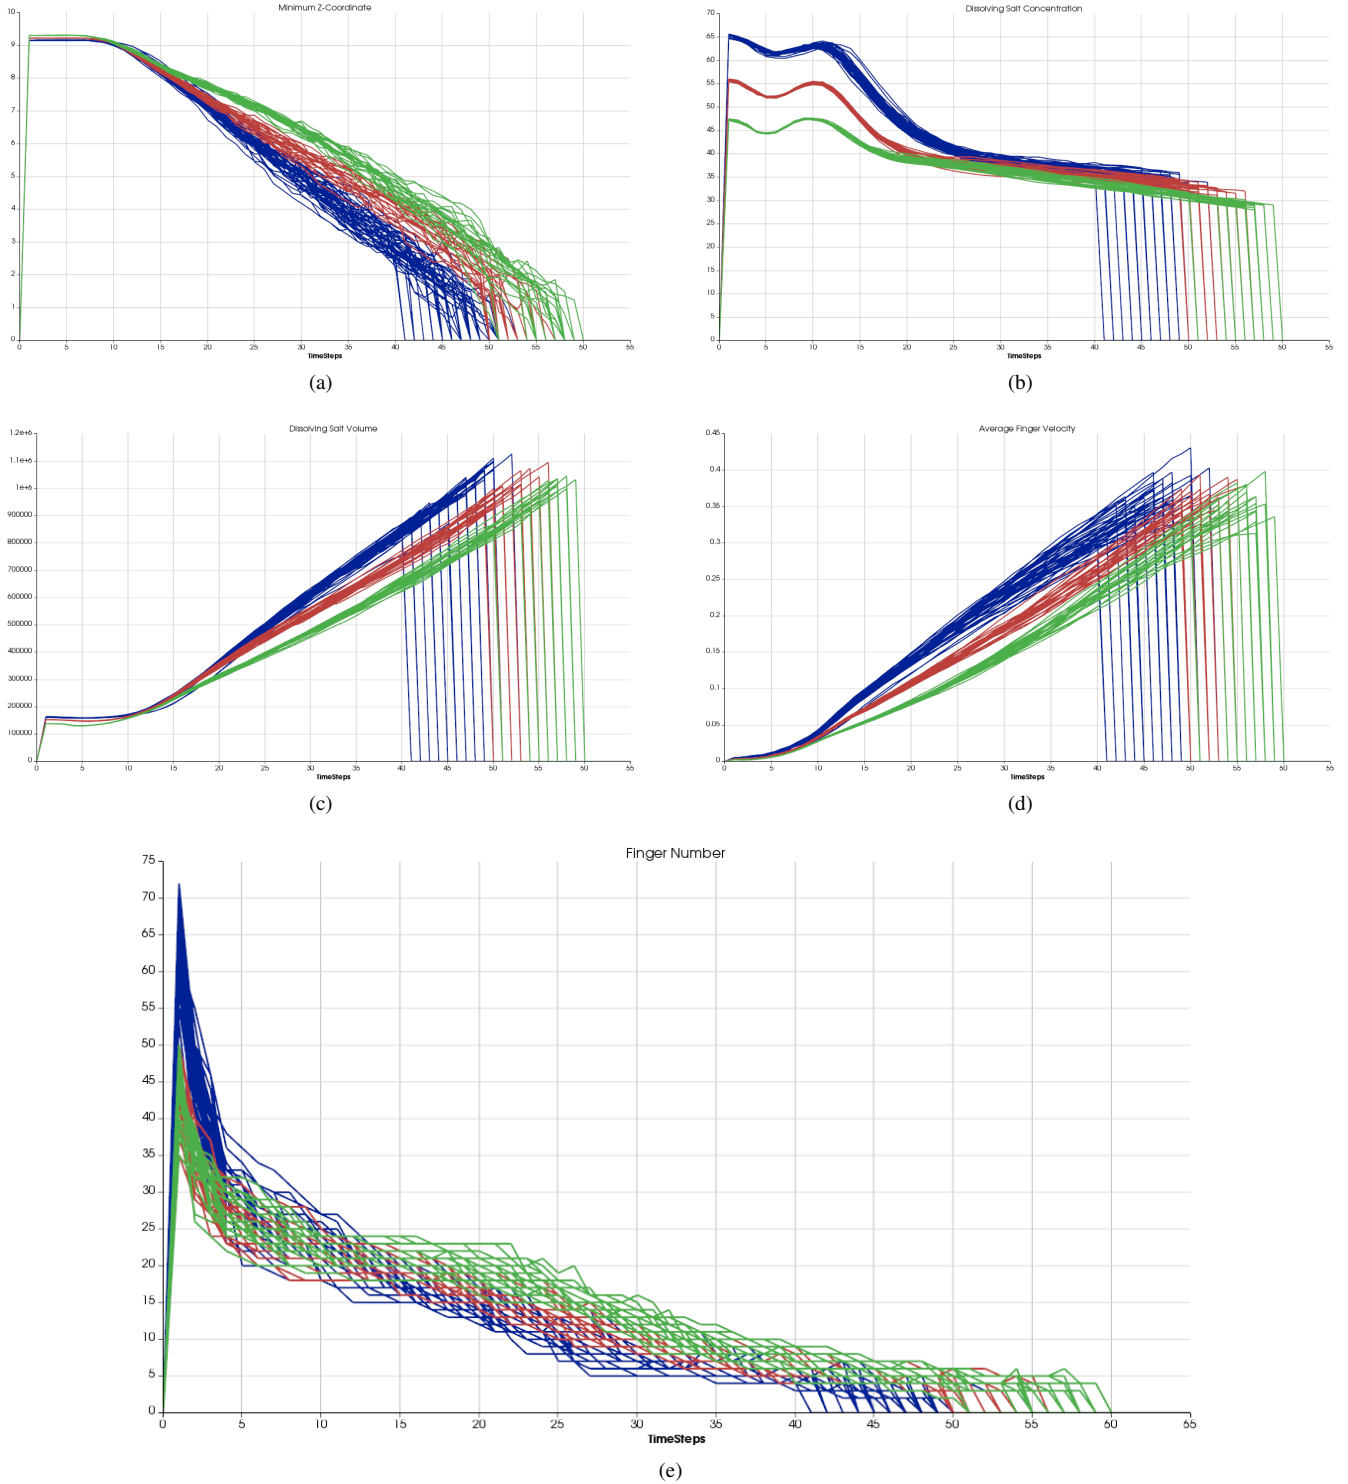 Minimum Z-Coordinate
10
9
8
7
6
5
4
3
2
1
0
0 5 10 15 20 25 30 35 40 45 50 55 60 55
TimeSteps
(a)
Dissolving Salt Concentration
70
65
60
55
50
45
40
35
30
25
20
15
10
5
0
0 5 10 15 20 25 30 35 40 45 50 55 60 55
TimeSteps
(b)
Dissolving Salt Volume
1.2e+6
1.1e+6
1e+6
900000
800000
700000
600000
500000
400000
300000
200000
100000
0
0 5 10 15 20 25 30 35 40 45 50 55 60 55
TimeSteps
(c)
Average Finger Velocity
0.45
0.4
0.35
0.3
0.25
0.2
0.15
0.1
0.05
0
0 5 10 15 20 25 30 35 40 45 50 55 60 55
TimeSteps
(d)
Finger Number
75
70
65
60
55
50
45
40
35
30
25
20
15
10
5
0
0 5 10 15 20 25 30 35 40 45 50 55 60 55
TimeSteps
(e)